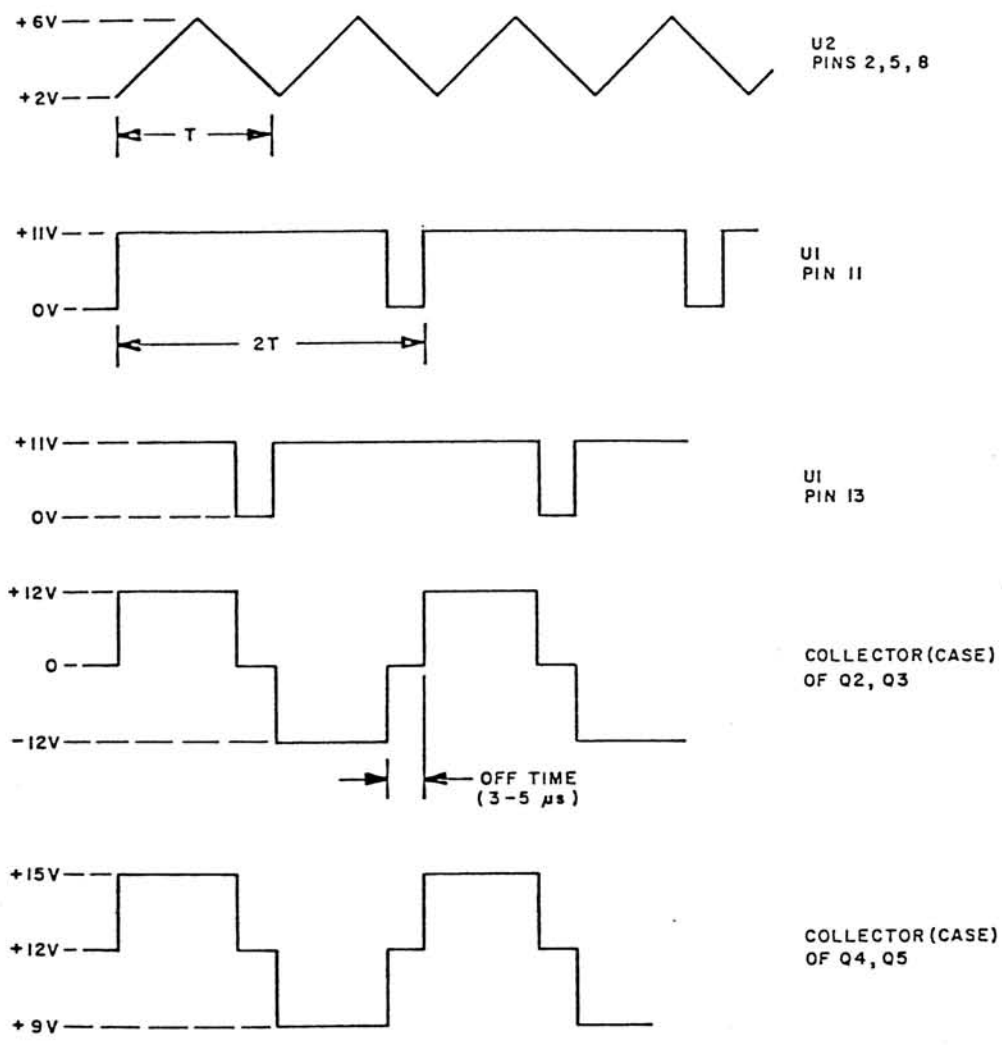 +6V
U2
PINS 2,5,8
+2V
T
+11V
U1
PIN 11
0V
2T
+11V
U1
PIN 13
0V
+12V
0
COLLECTOR (CASE)
OF Q2, Q3
-12V
OFF TIME
(3-5 µs)
+15V
+12V
COLLECTOR (CASE)
OF Q4, Q5
+9V